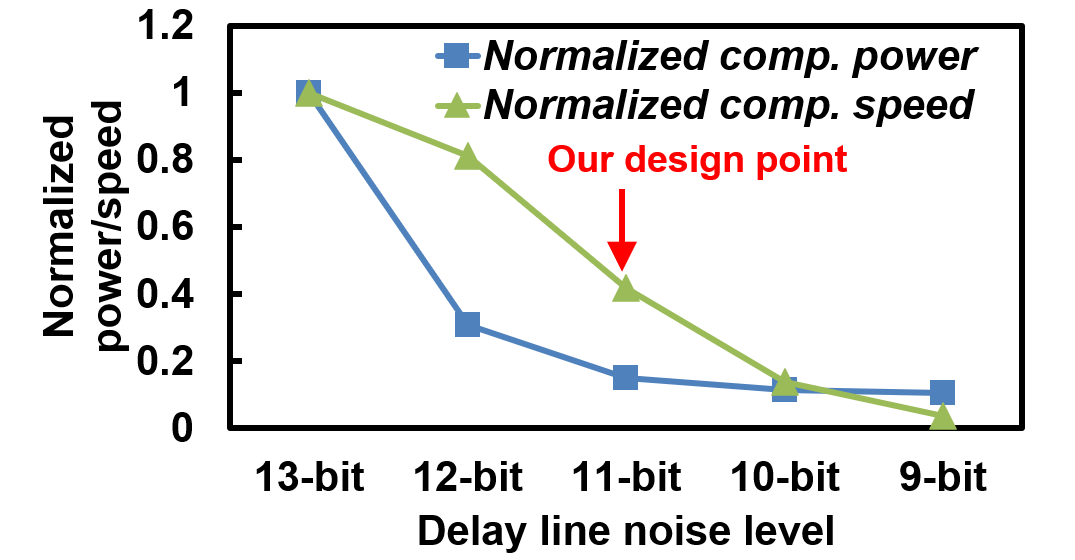 Normalized power/speed
1.2
1
0.8
0.6
0.4
0.2
0
Normalized comp. power
Normalized comp. speed
Our design point
13-bit 12-bit 11-bit 10-bit 9-bit
Delay line noise level